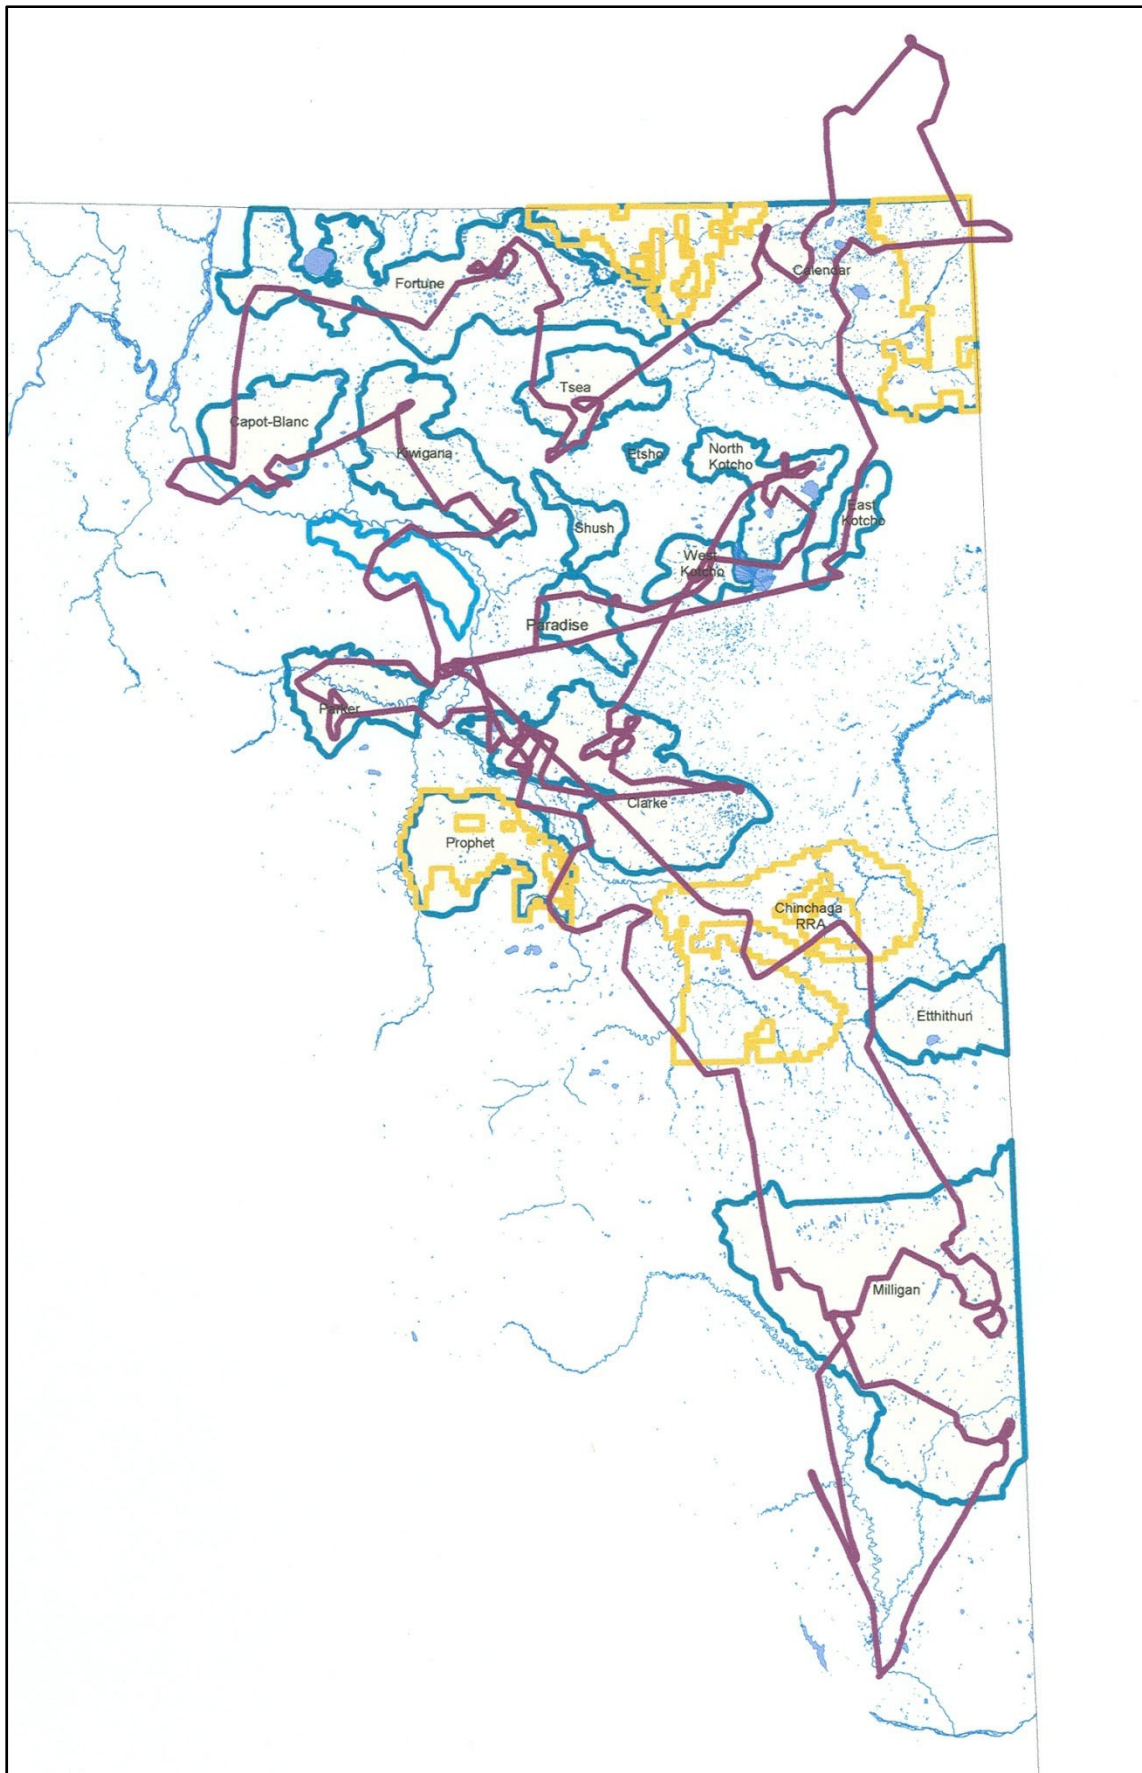 Calendar
Fortune
Tsea
Capot-Blanc
Kiwigana
Etsho
North
Kotcho
East
Kotcho
Shush
West
Kotcho
Paradise
Parker
Clarke
Prophet
Chinchaga
RRA
Etthithun
Milligan